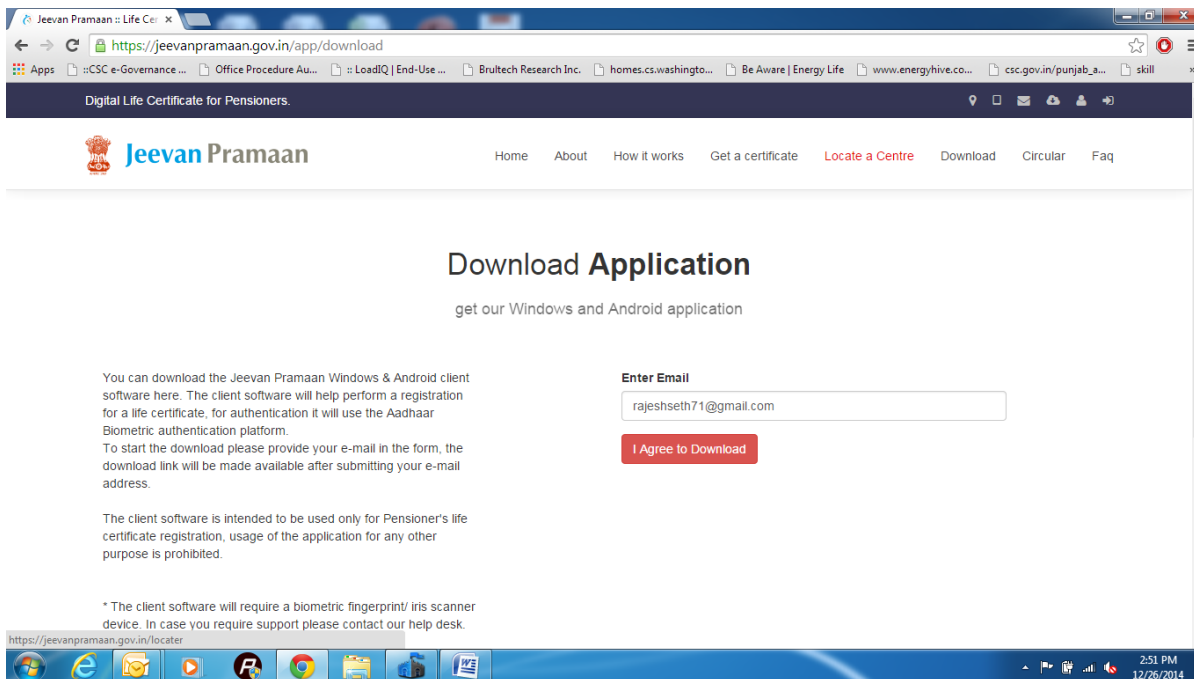 Jeevan Pramaan :: Life Cer
https://jeevanpramaan.gov.in/app/download
Apps
::CSC e-Governance ...
Office Procedure Au...
:: LoadIQ | End-Use ...
Brultech Research Inc.
homes.cs.washingto...
Be Aware | Energy Life
www.energyhive.co...
csc.gov.in/punjab_a...
skill
Digital Life Certificate for Pensioners.
Jeevan Pramaan
Home
About
How it works
Get a certificate
Locate a Centre
Download
Circular
Faq
Download Application
get our Windows and Android application
You can download the Jeevan Pramaan Windows & Android client
software here. The client software will help perform a registration
for a life certificate, for authentication it will use the Aadhaar
Biometric authentication platform.
To start the download please provide your e-mail in the form, the
download link will be made available after submitting your e-mail
address.
The client software is intended to be used only for Pensioner's life
certificate registration, usage of the application for any other
purpose is prohibited.
* The client software will require a biometric fingerprint/ iris scanner
device. In case you require support please contact our help desk.
Enter Email
rajeshseth71@gmail.com
I Agree to Download
https://jeevanpramaan.gov.in/locater
2:51 PM
12/26/2014